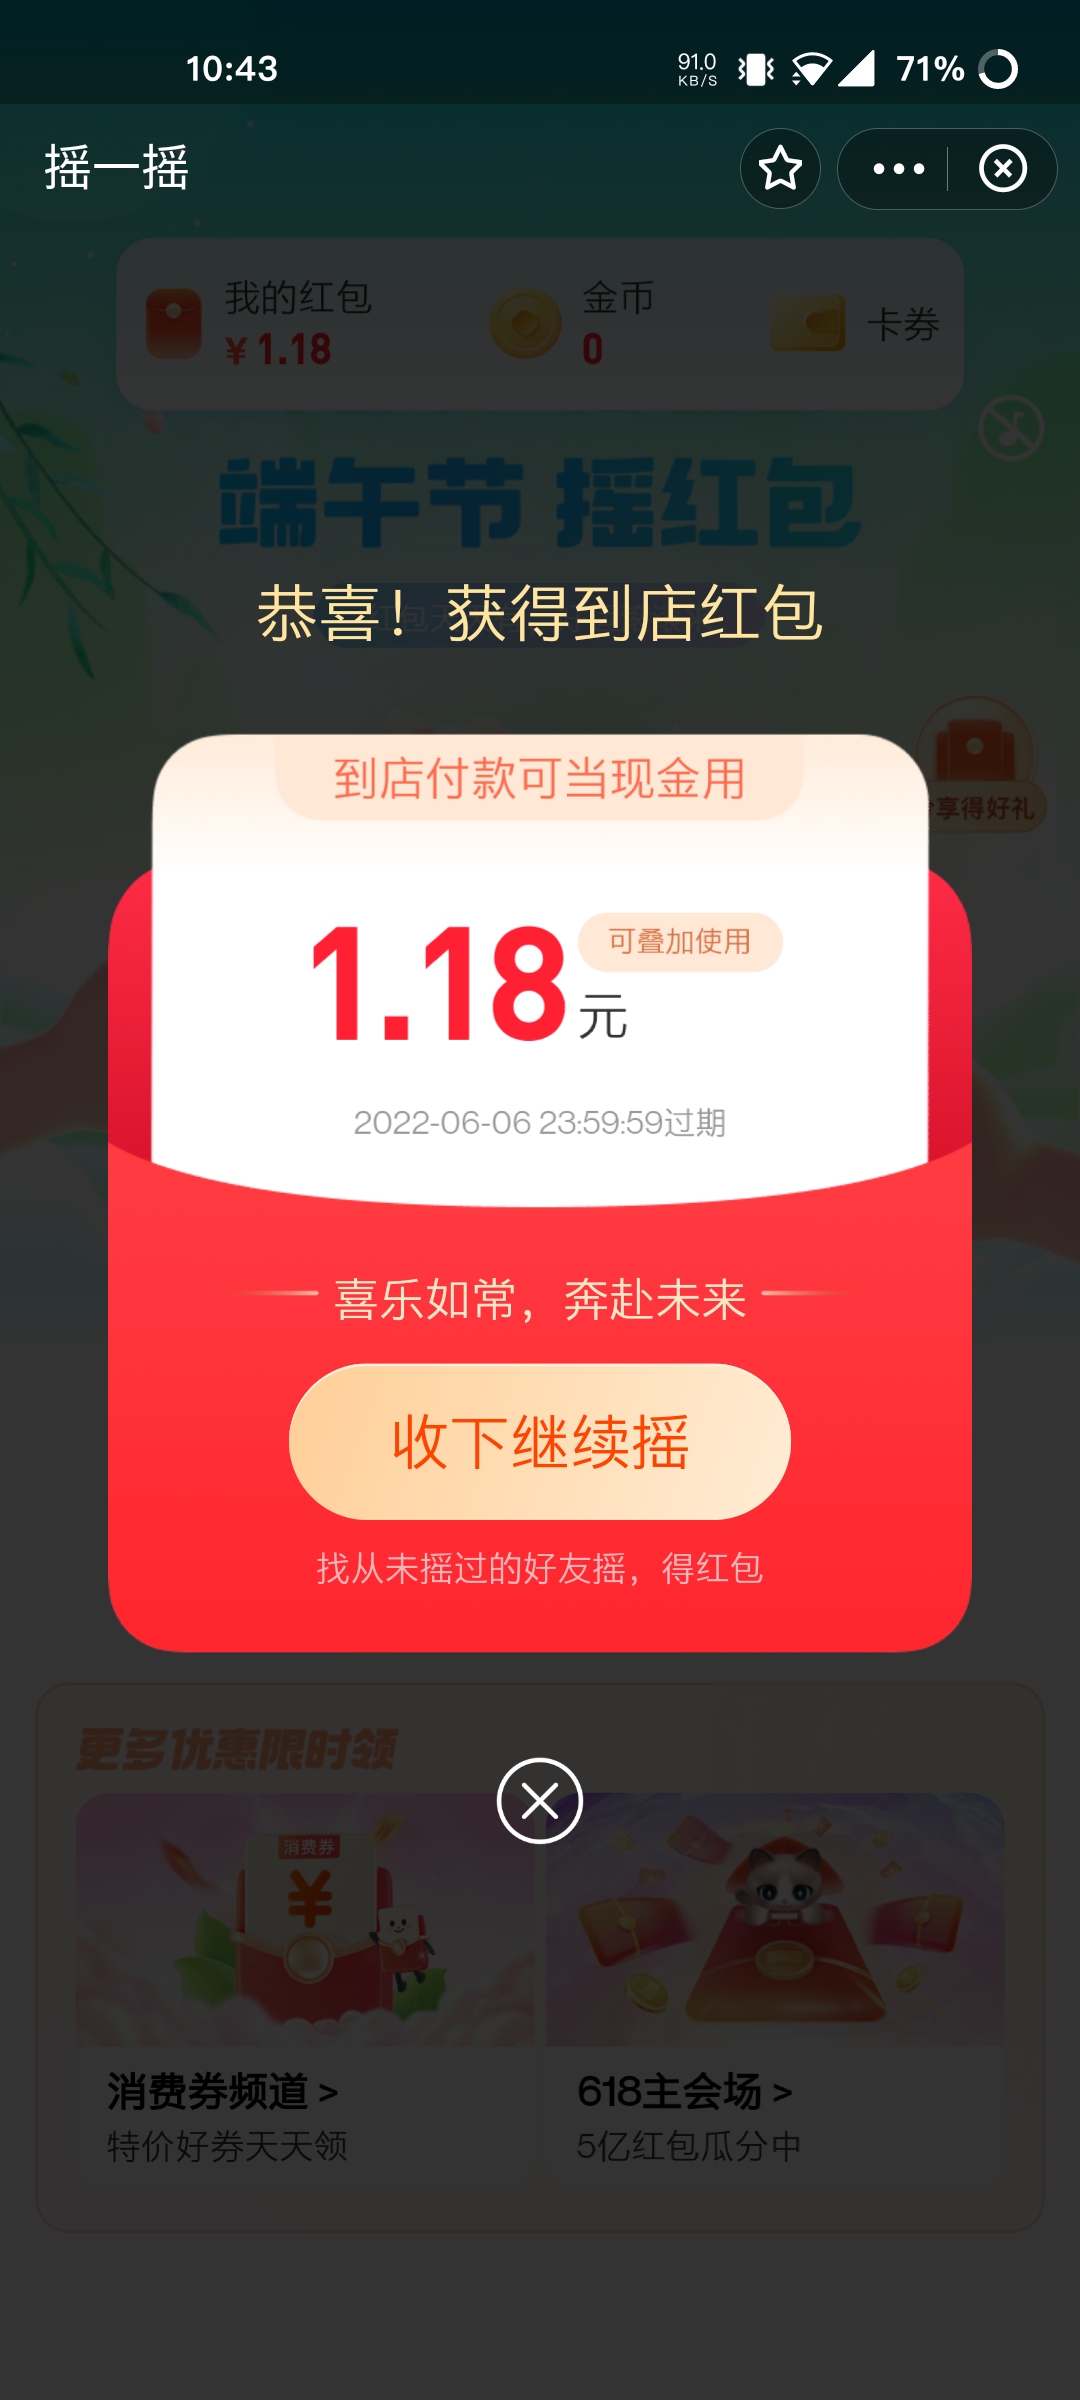 10:43
91.0
KB/S
71%
摇一摇
我的红包
¥1.18
金币
0
卡券
端午节 摇红包
恭喜！获得到店红包
享得好礼
到店付款可当现金用
1.18元
可叠加使用
2022-06-06 23:59:59过期
喜乐如常，奔赴未来
收下继续摇
找从未摇过的好友摇，得红包
更多优惠限时领
消费券
¥
消费券频道 >
特价好券天天领
618主会场 >
5亿红包瓜分中